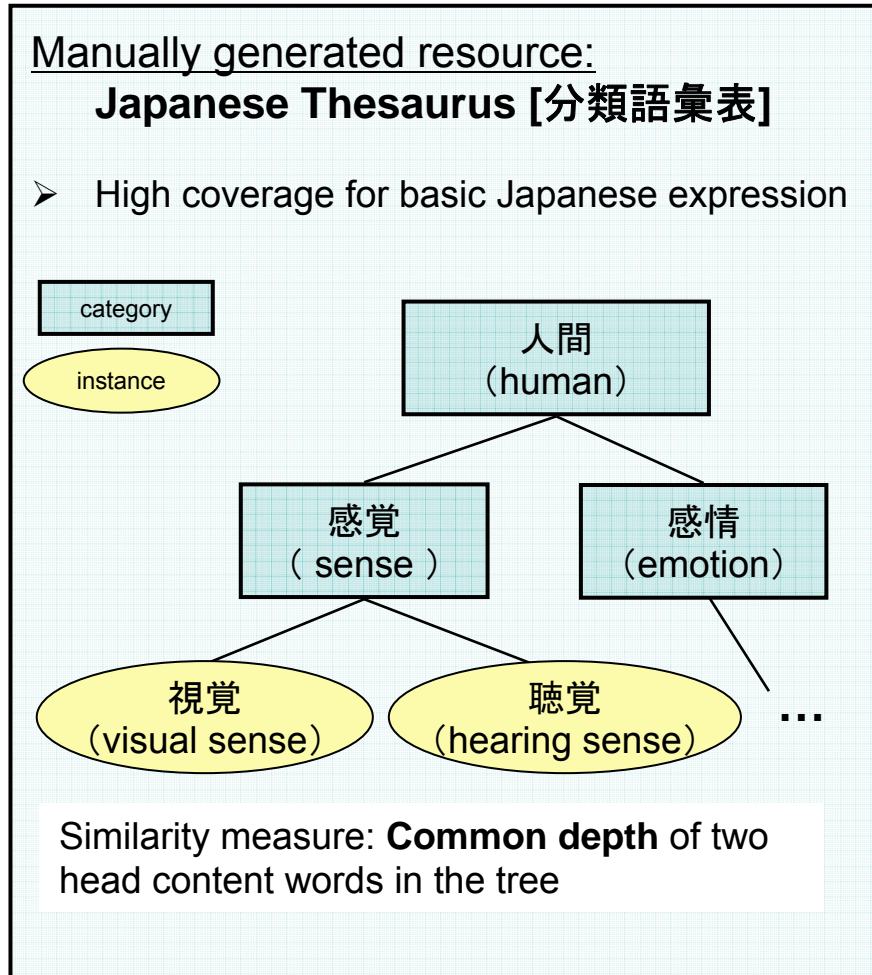 Manually generated resource:
Japanese Thesaurus [分類語彙表]
➢ High coverage for basic Japanese expression
category
instance
人間
（human）
感覚
（ sense ）
感情
（emotion）
視覚
（visual sense）
聴覚
（hearing sense）
…
Similarity measure: Common depth of two
head content words in the tree